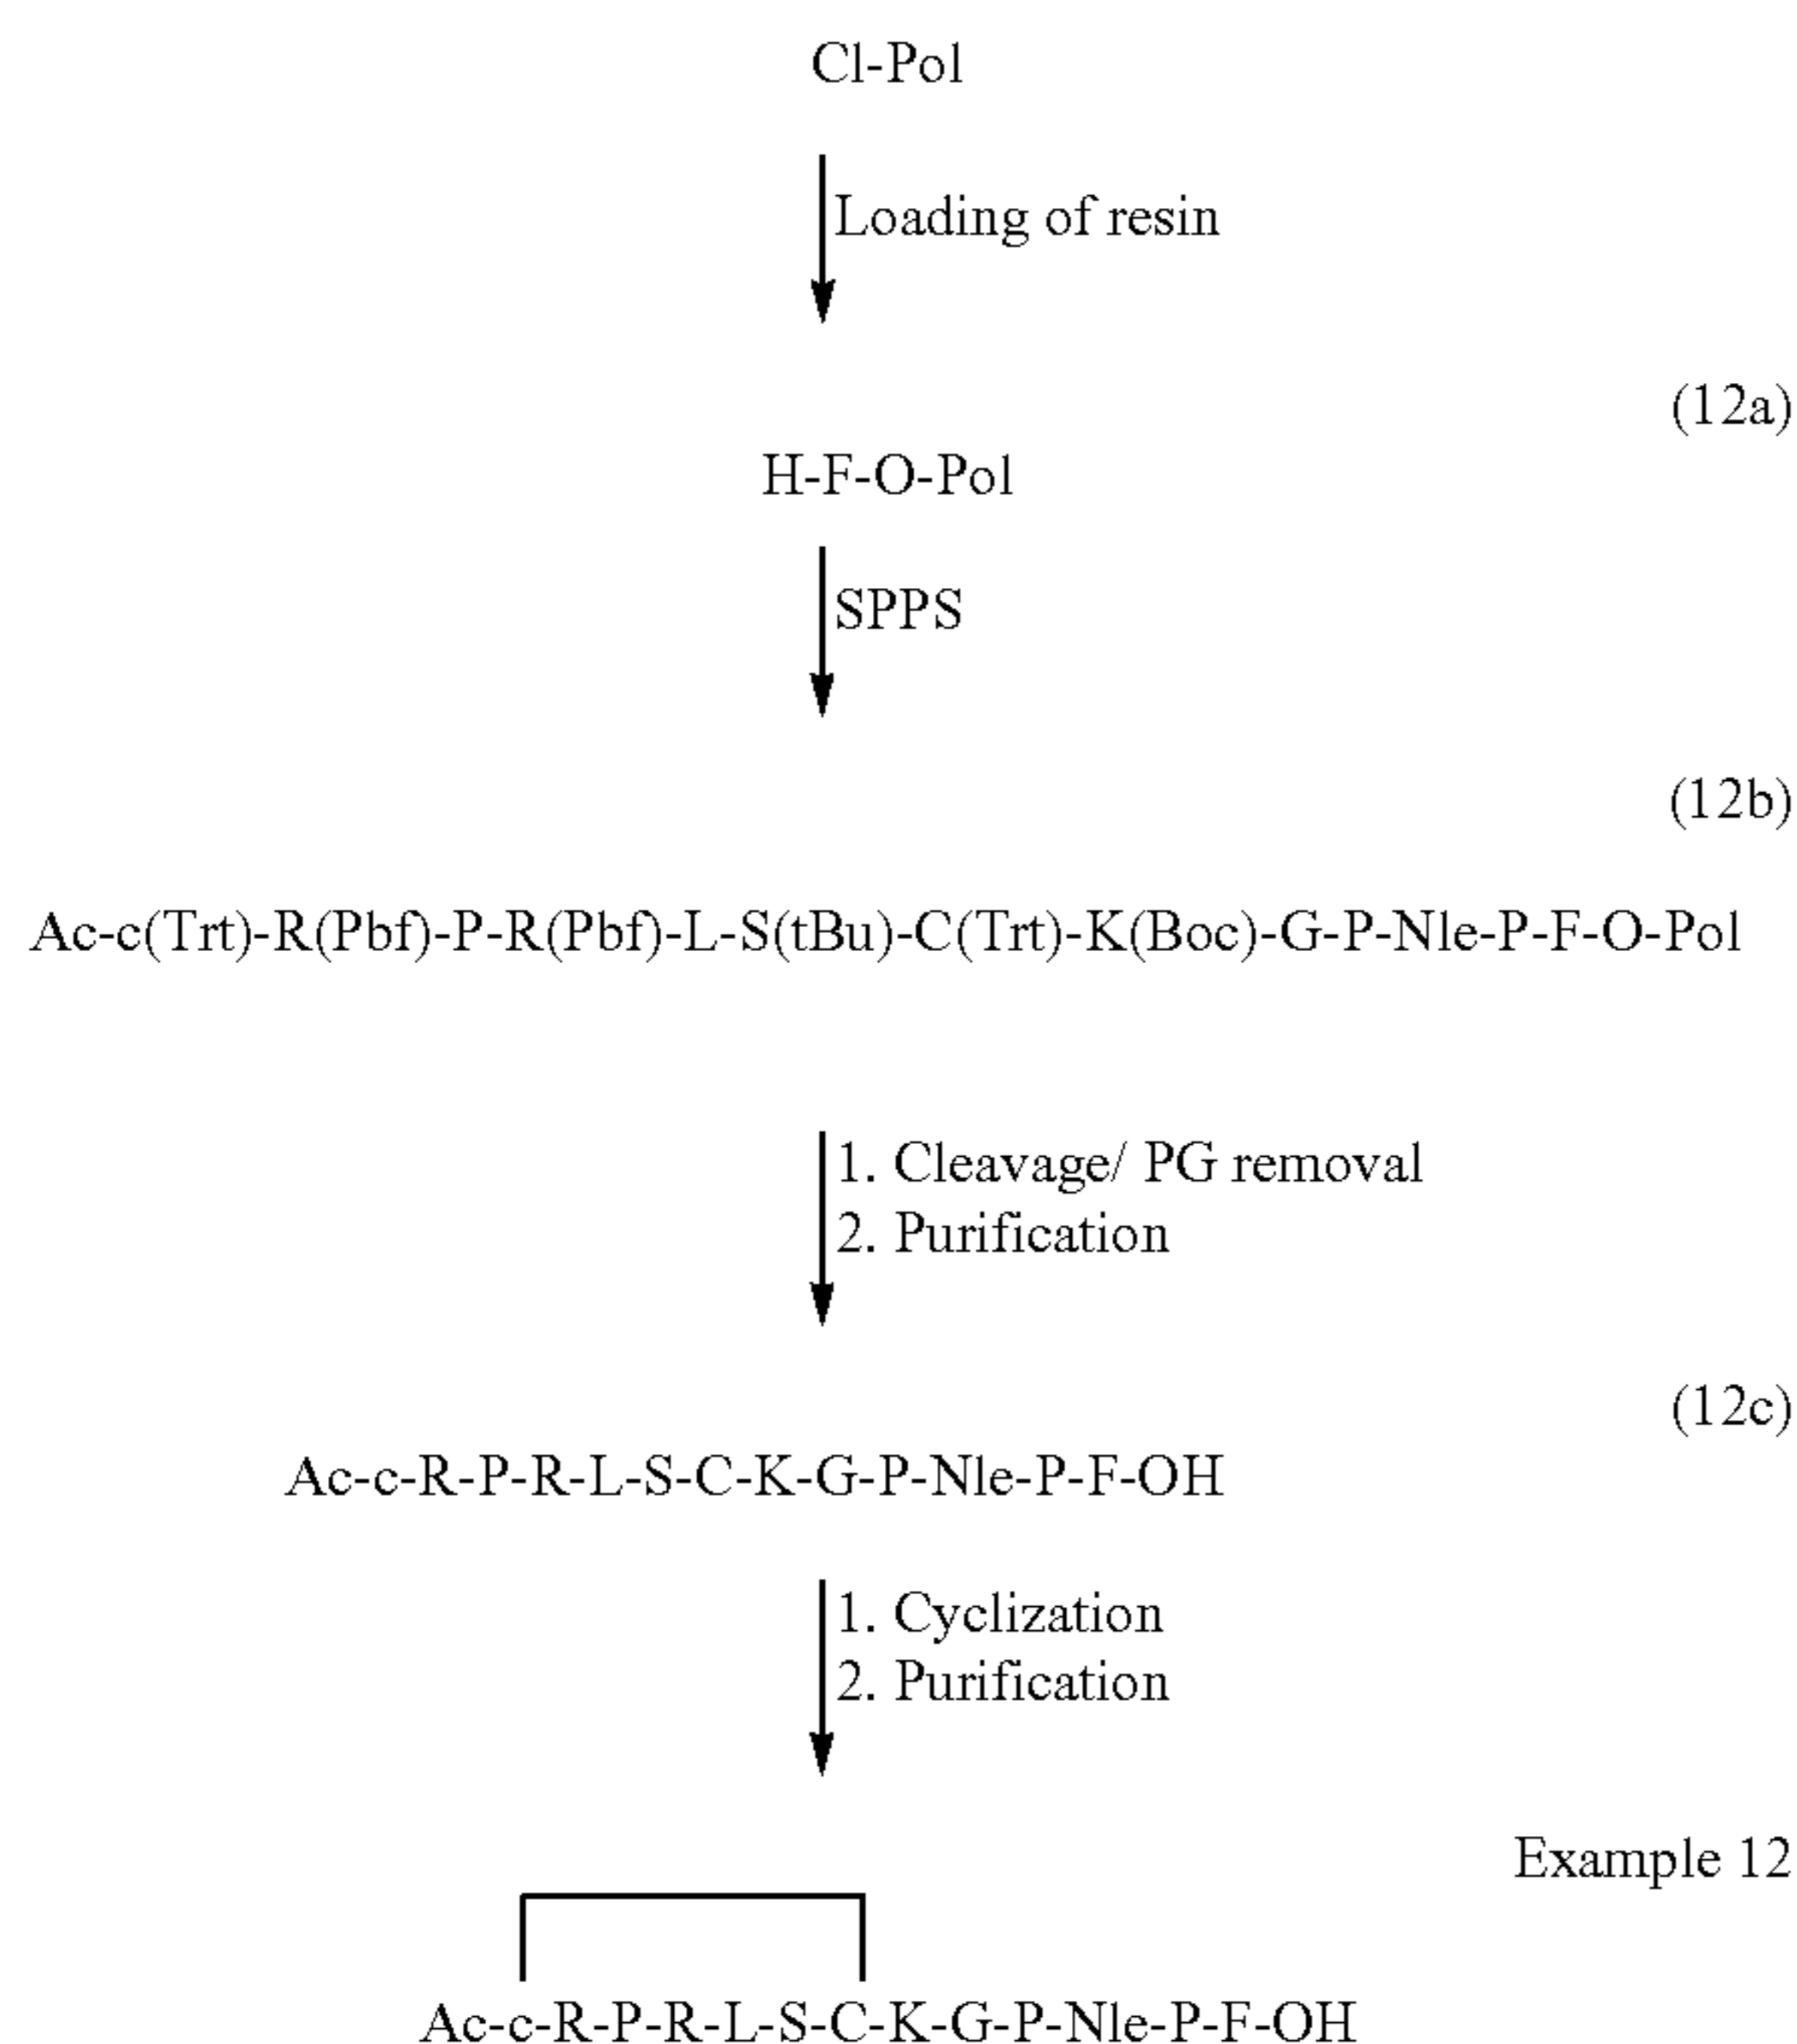 Cl-Pol
Loading of resin
(12a)
H-F-O-Pol
SPPS
(12b)
Ac-c(Trt)-R(Pbf)-P-R(Pbf)-L-S(tBu)-C(Trt)-K(Boc)-G-P-Nle-P-F-O-Pol
1. Cleavage/ PG removal
2. Purification
(12c)
Ac-c-R-P-R-L-S-C-K-G-P-Nle-P-F-OH
1. Cyclization
2. Purification
Example 12
Ac-c-R-P-R-L-S-C-K-G-P-Nle-P-F-OH